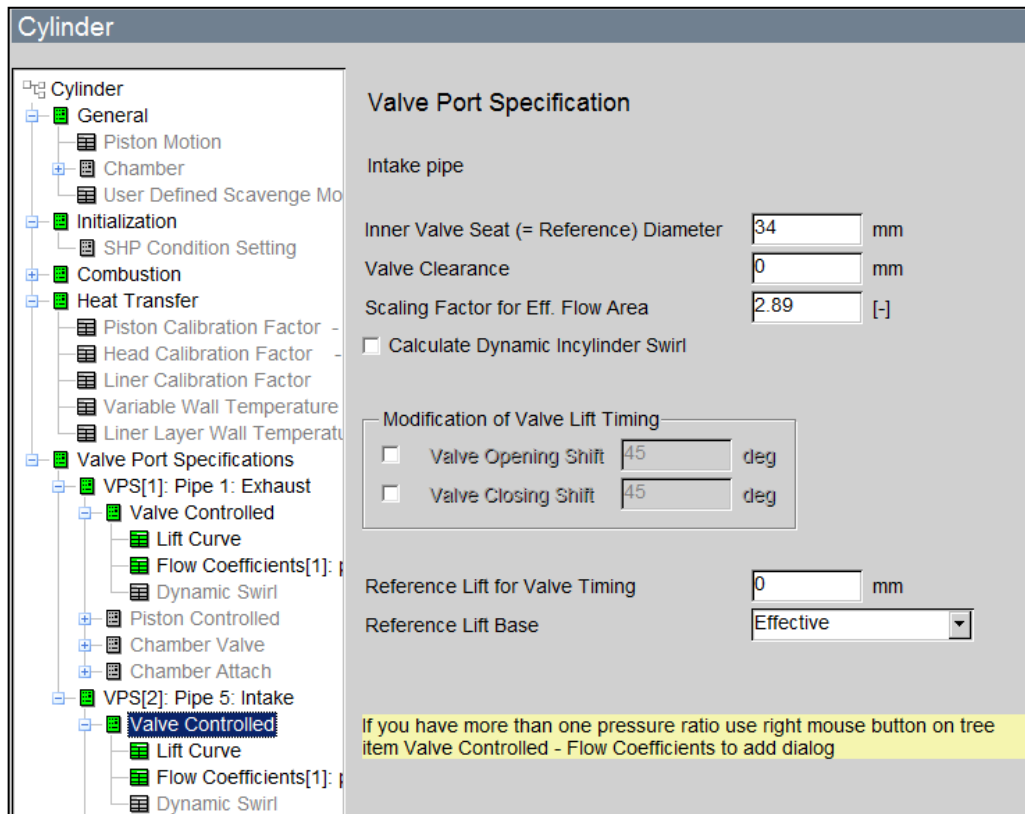 Cylinder
Cylinder
General
Piston Motion
Chamber
User Defined Scavenge Mo
Initialization
SHP Condition Setting
Combustion
Heat Transfer
Piston Calibration Factor -
Head Calibration Factor -
Liner Calibration Factor
Variable Wall Temperature
Liner Layer Wall Temperatu
Valve Port Specifications
VPS[1]: Pipe 1: Exhaust
Valve Controlled
Lift Curve
Flow Coefficients[1]: p
Dynamic Swirl
Piston Controlled
Chamber Valve
Chamber Attach
VPS[2]: Pipe 5: Intake
Valve Controlled
Lift Curve
Flow Coefficients[1]: p
Dynamic Swirl
Valve Port Specification
Intake pipe
Inner Valve Seat (= Reference) Diameter 34 mm
Valve Clearance 0 mm
Scaling Factor for Eff. Flow Area 2.89 [-]
Calculate Dynamic Incylinder Swirl
Modification of Valve Lift Timing
Valve Opening Shift 45 deg
Valve Closing Shift 45 deg
Reference Lift for Valve Timing 0 mm
Reference Lift Base Effective
If you have more than one pressure ratio use right mouse button on tree
item Valve Controlled - Flow Coefficients to add dialog